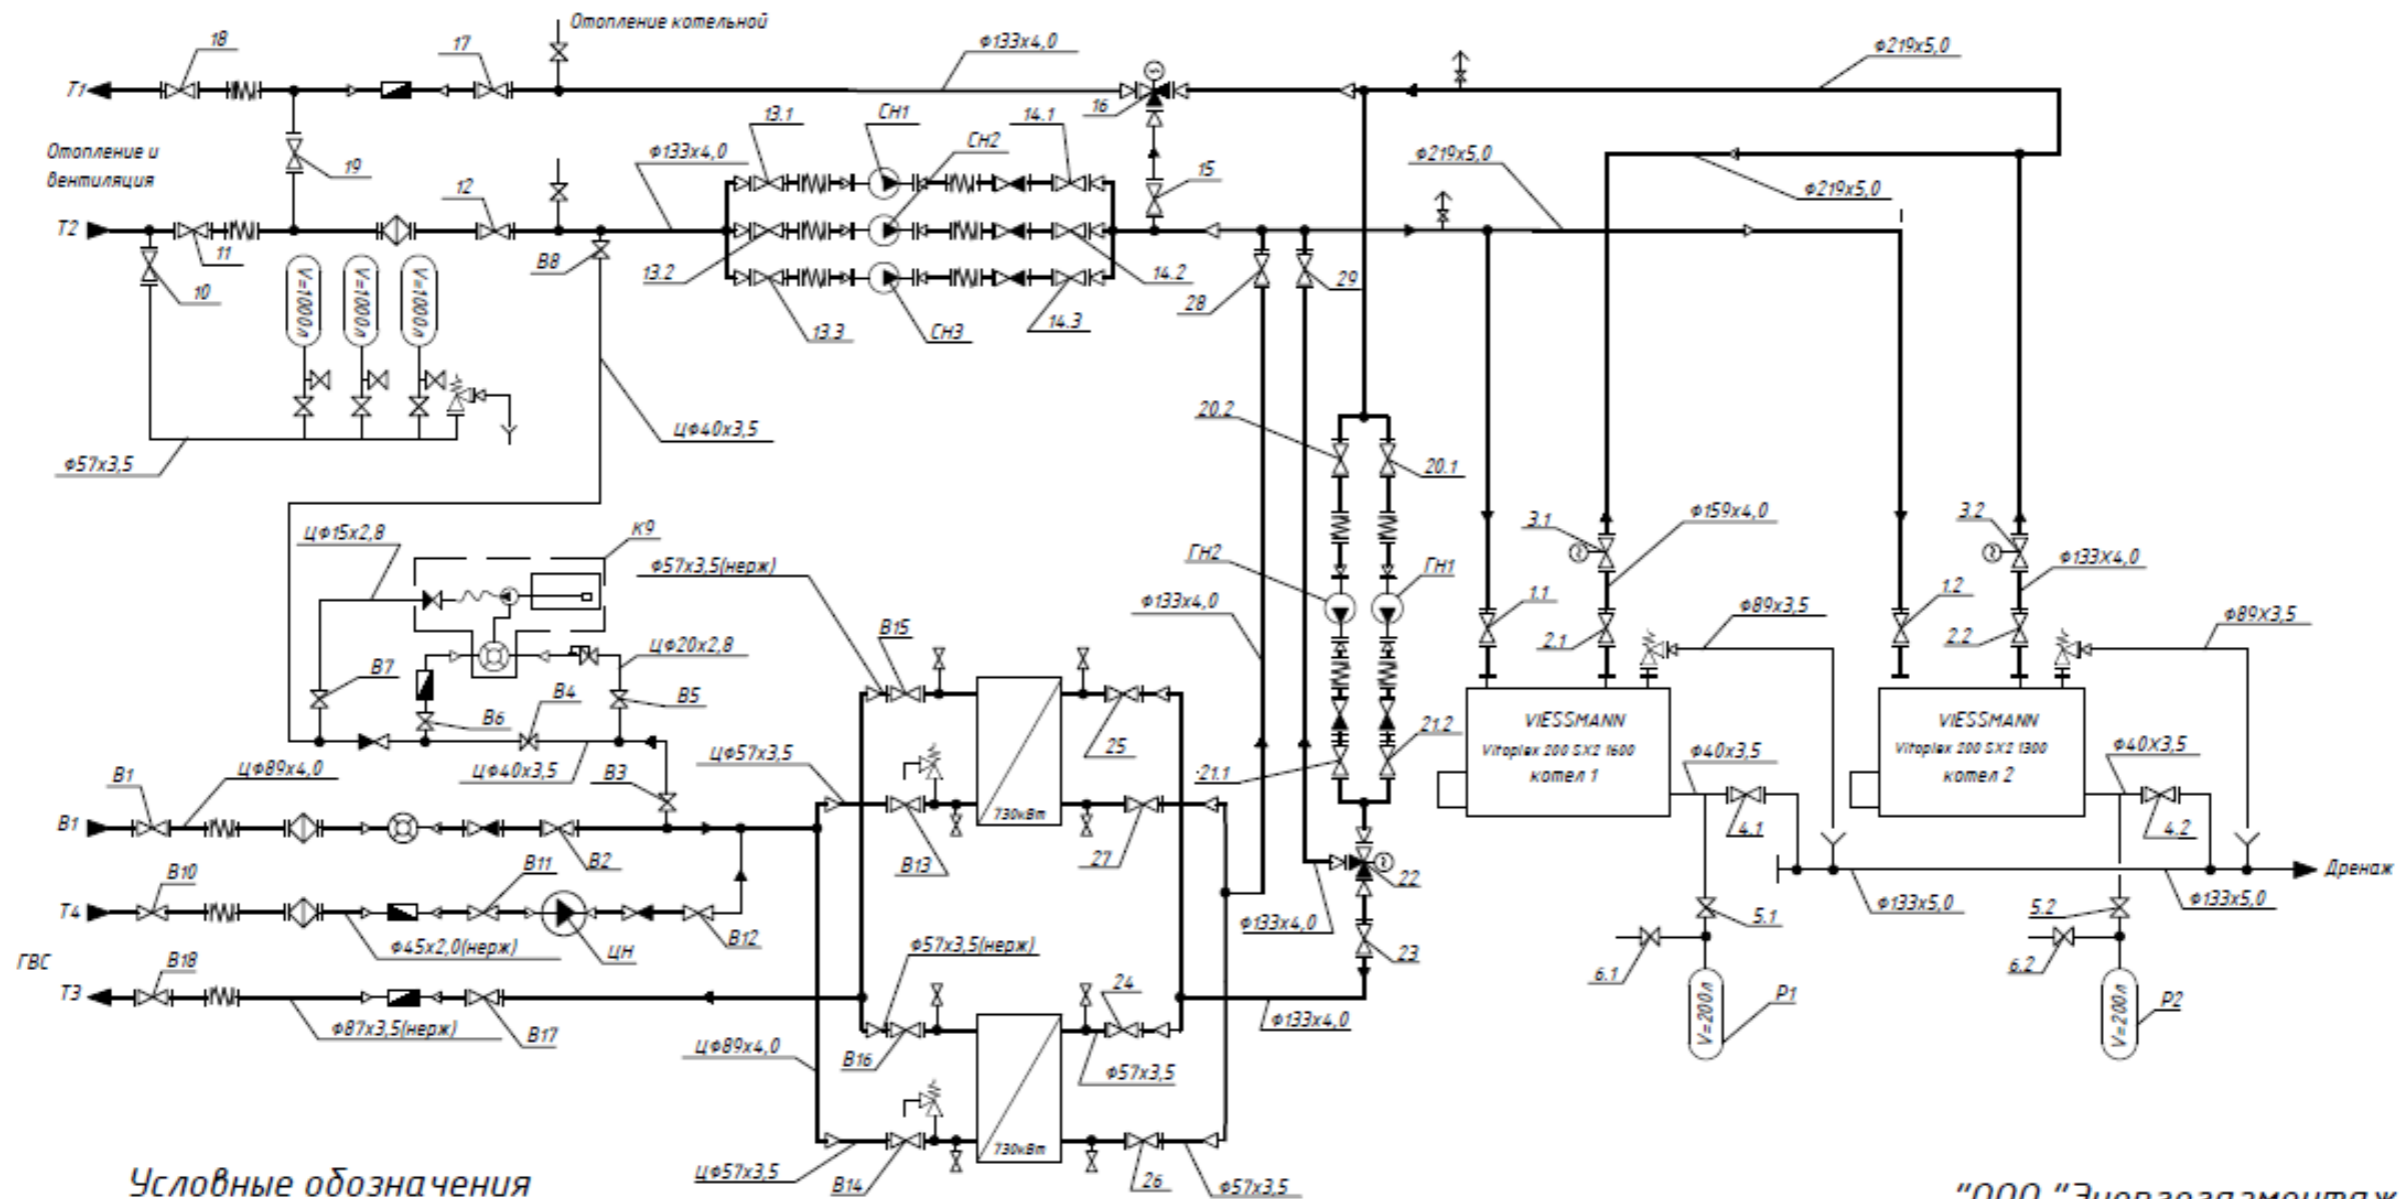 Отопление котельной
18
17
Ф133х4,0
Ф219х5,0
Т1
16
13.1
СН1
14.1
СН2
Отопление и
вентиляция
19
Ф133х4,0
12
15
Ф219х5,0
Ф219х5,0
Т2
11
В8
13.2
14.2
10
V=1000л
V=1000л
V=1000л
28
29
13.3
СН3
14.3
20.2
ЦФ40х3,5
Ф57х3,5
20.1
ЦФ15х2,8
К9
3.1
Ф159х4,0
3.2
Ф57х3,5(нерж)
ГН2
ГН1
Ф133Х4,0
Ф133х4,0
1.1
Ф89х3,5
1.2
Ф89Х3,5
В15
2.1
2.2
ЦФ20х2,8
В7
В4
В5
В6
VIESSMANN
Vitoplex 200 SX2 1600
котел 1
VIESSMANN
Vitoplex 200 SX2 1300
котел 2
21.2
25
Ф40х3,5
Ф40Х3,5
ЦФ57х3,5
В1
ЦФ89х4,0
ЦФ40х3,5
В3
21.1
730кВт
В1
4.1
4.2
В2
В13
27
В10
В11
22
Дренаж
Т4
Ф133х4,0
Ф133х5,0
Ф133х5,0
5.1
5.2
В12
Ф45х2,0(нерж)
ЦН
Ф57х3,5(нерж)
23
ГВС
В18
6.1
6.2
Т3
24
V=200л
Р1
V=200л
Р2
Ф87х3,5(нерж)
В17
Ф133х4,0
ЦФ89х4,0
В16
Ф57х3,5
730кВт
ЦФ57х3,5
В14
26
Ф57х3,5
Условные обозначения
"ООО "Энергогазмонтаж